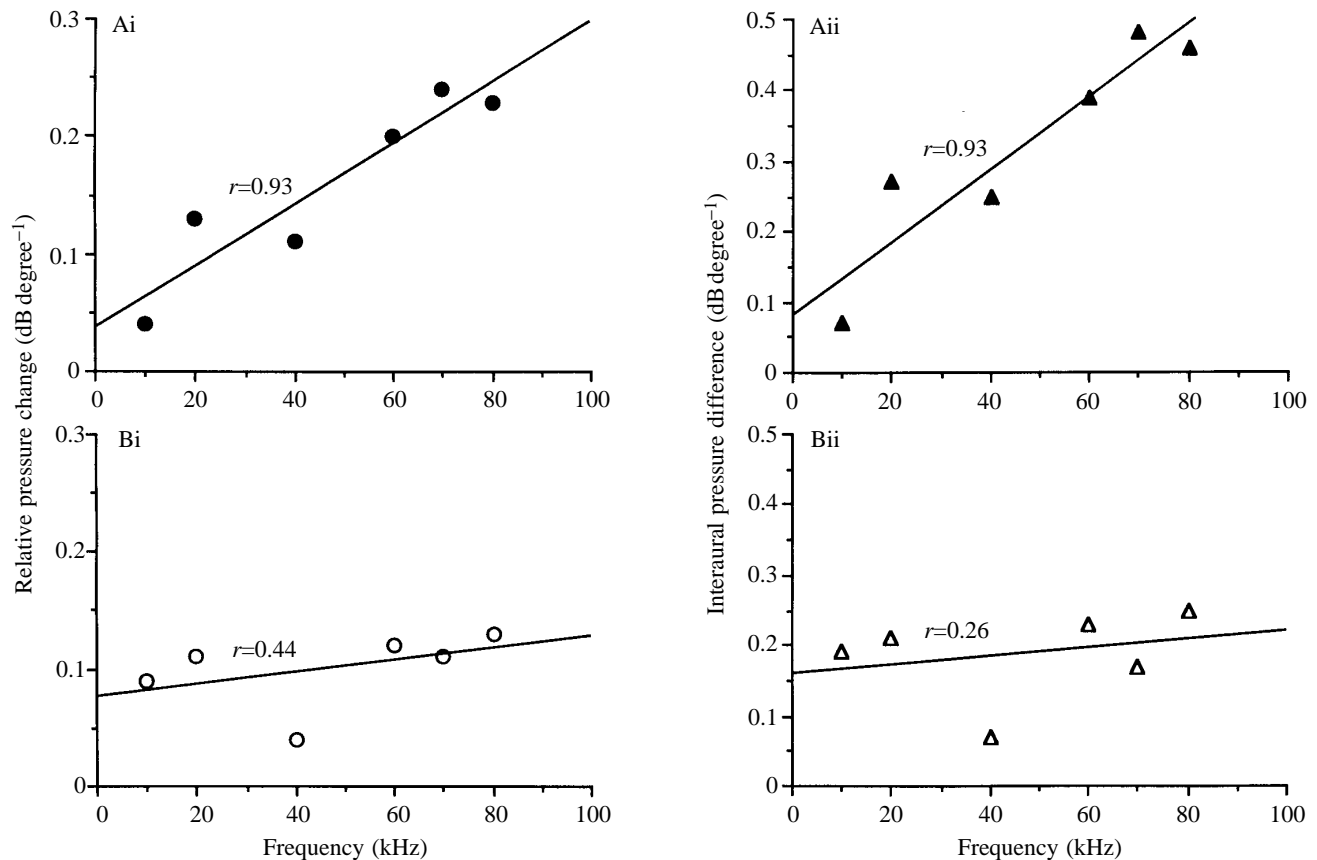 Ai
0.3
0.2
0.1
0
r=0.93
0 20 40 60 80 100
Aii
0.5
0.4
0.3
0.2
0.1
0
r=0.93
0 20 40 60 80 100
Relative pressure change (dB degree⁻¹)
Interaural pressure difference (dB degree⁻¹)
Bi
0.3
0.2
0.1
0
r=0.44
0 20 40 60 80 100
Frequency (kHz)
Bii
0.5
0.4
0.3
0.2
0.1
0
r=0.26
0 20 40 60 80 100
Frequency (kHz)